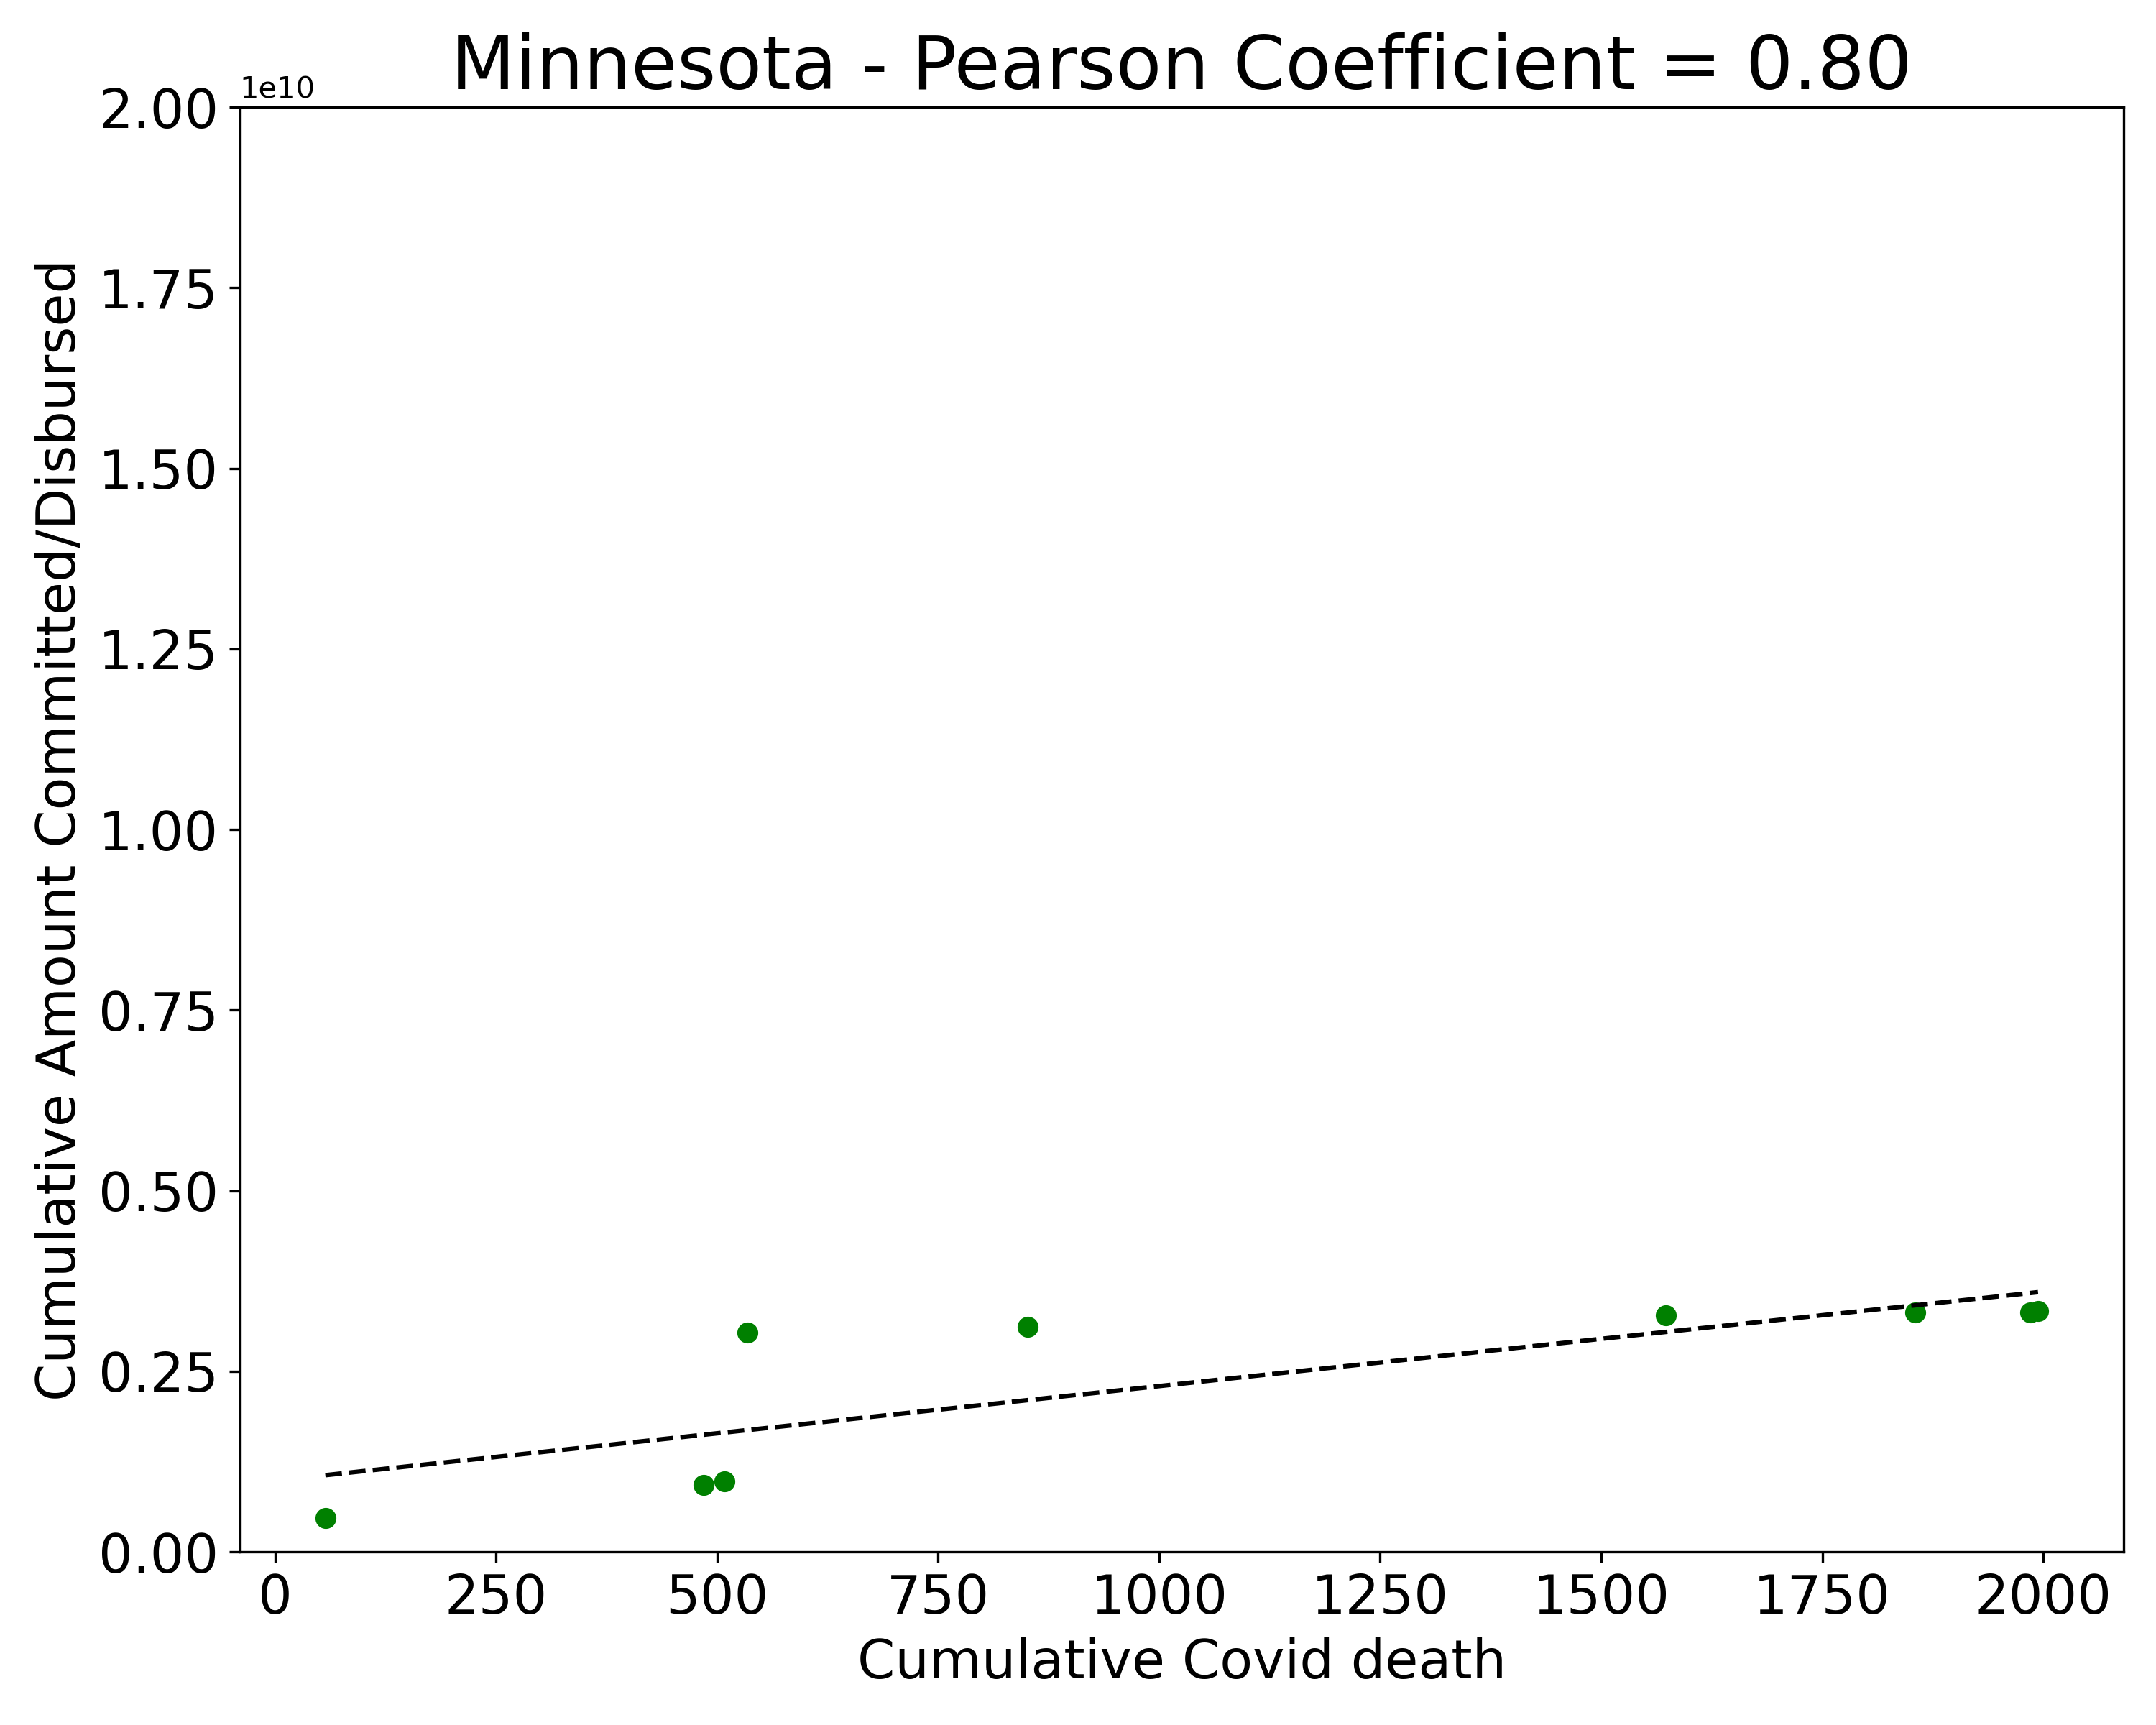 Minnesota - Pearson Coefficient = 0.80
1e10
2.00
1.75
1.50
1.25
1.00
0.75
0.50
0.25
0.00
Cumulative Amount Committed/Disbursed
0 250 500 750 1000 1250 1500 1750 2000
Cumulative Covid death